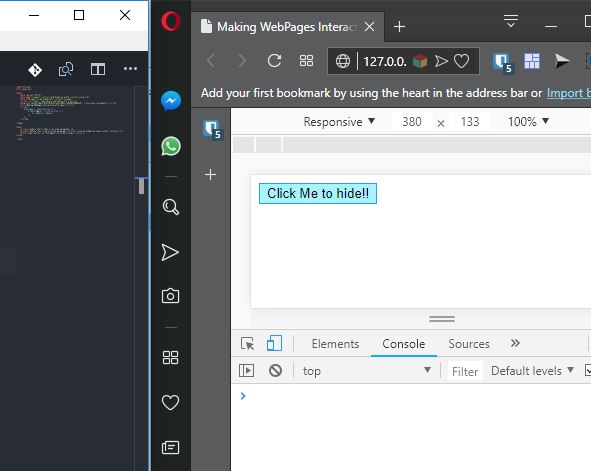 Making WebPages Interac
127.0.0.
5
Add your first bookmark by using the heart in the address bar or Import b
5
Responsive 380 × 133 100%
Click Me to hide!!
Elements Console Sources »
top Filter Default levels